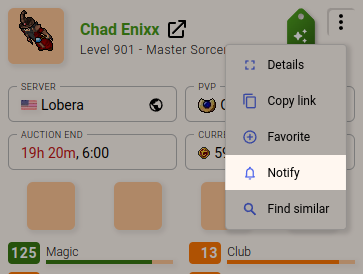 Chad Enixx
Level 901 - Master Sorcer
SERVER
Lobera
PVP
AUCTION END
19h 20m, 6:00
CURRE
59
Details
Copy link
Favorite
Notify
Find similar
125 Magic
13 Club